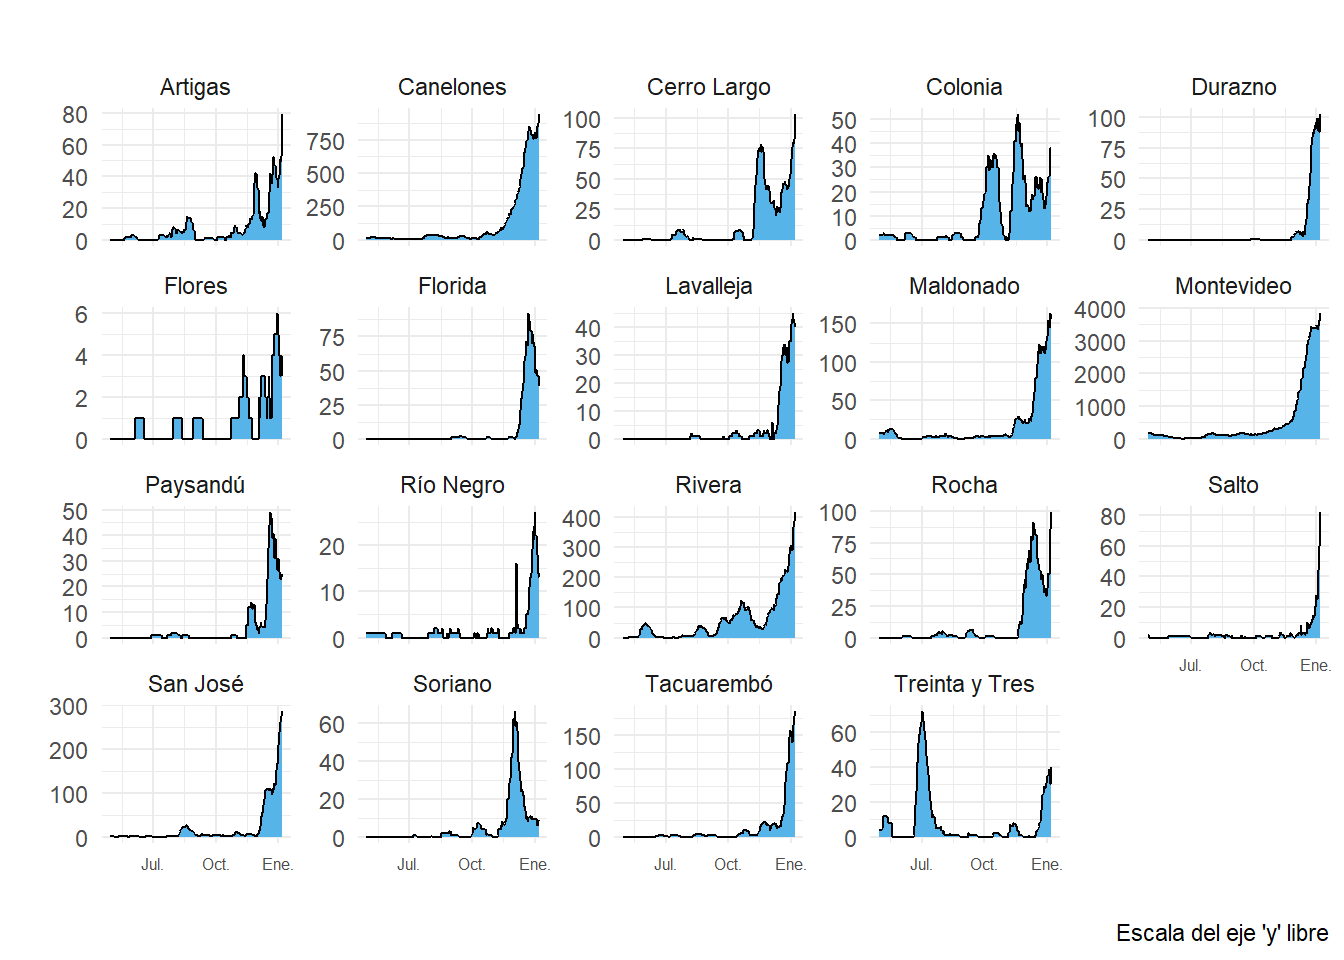 Artigas Canelones Cerro Largo Colonia Durazno
80 60 40 20 0
750 500 250 0
100 75 50 25 0
50 40 30 20 10 0
100 75 50 25 0
Flores Florida Lavalleja Maldonado Montevideo
6 4 2 0
75 50 25 0
40 30 20 10 0
150 100 50 0
4000 3000 2000 1000 0
Paysandú Río Negro Rivera Rocha Salto
50 40 30 20 10 0
20 10 0
400 300 200 100 0
100 75 50 25 0
80 60 40 20 0
Jul. Oct. Ene.
San José Soriano Tacuarembó Treinta y Tres
300 200 100 0
60 40 20 0
150 100 50 0
60 40 20 0
Jul. Oct. Ene. Jul. Oct. Ene. Jul. Oct. Ene. Jul. Oct. Ene.
Escala del eje 'y' libre